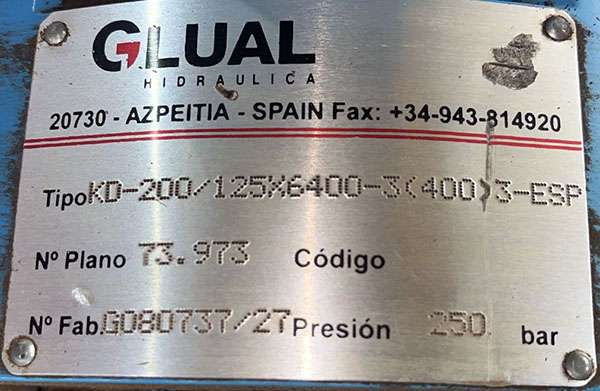 GLUAL
HIDRAULICA
20730 - AZPEITIA - SPAIN Fax: +34-943-814920
Tipo KD-200/125X6400-3(400)3-ESP
Nº Plano 73.973 Código
Nº Fab. G080737/27 Presión 250 bar